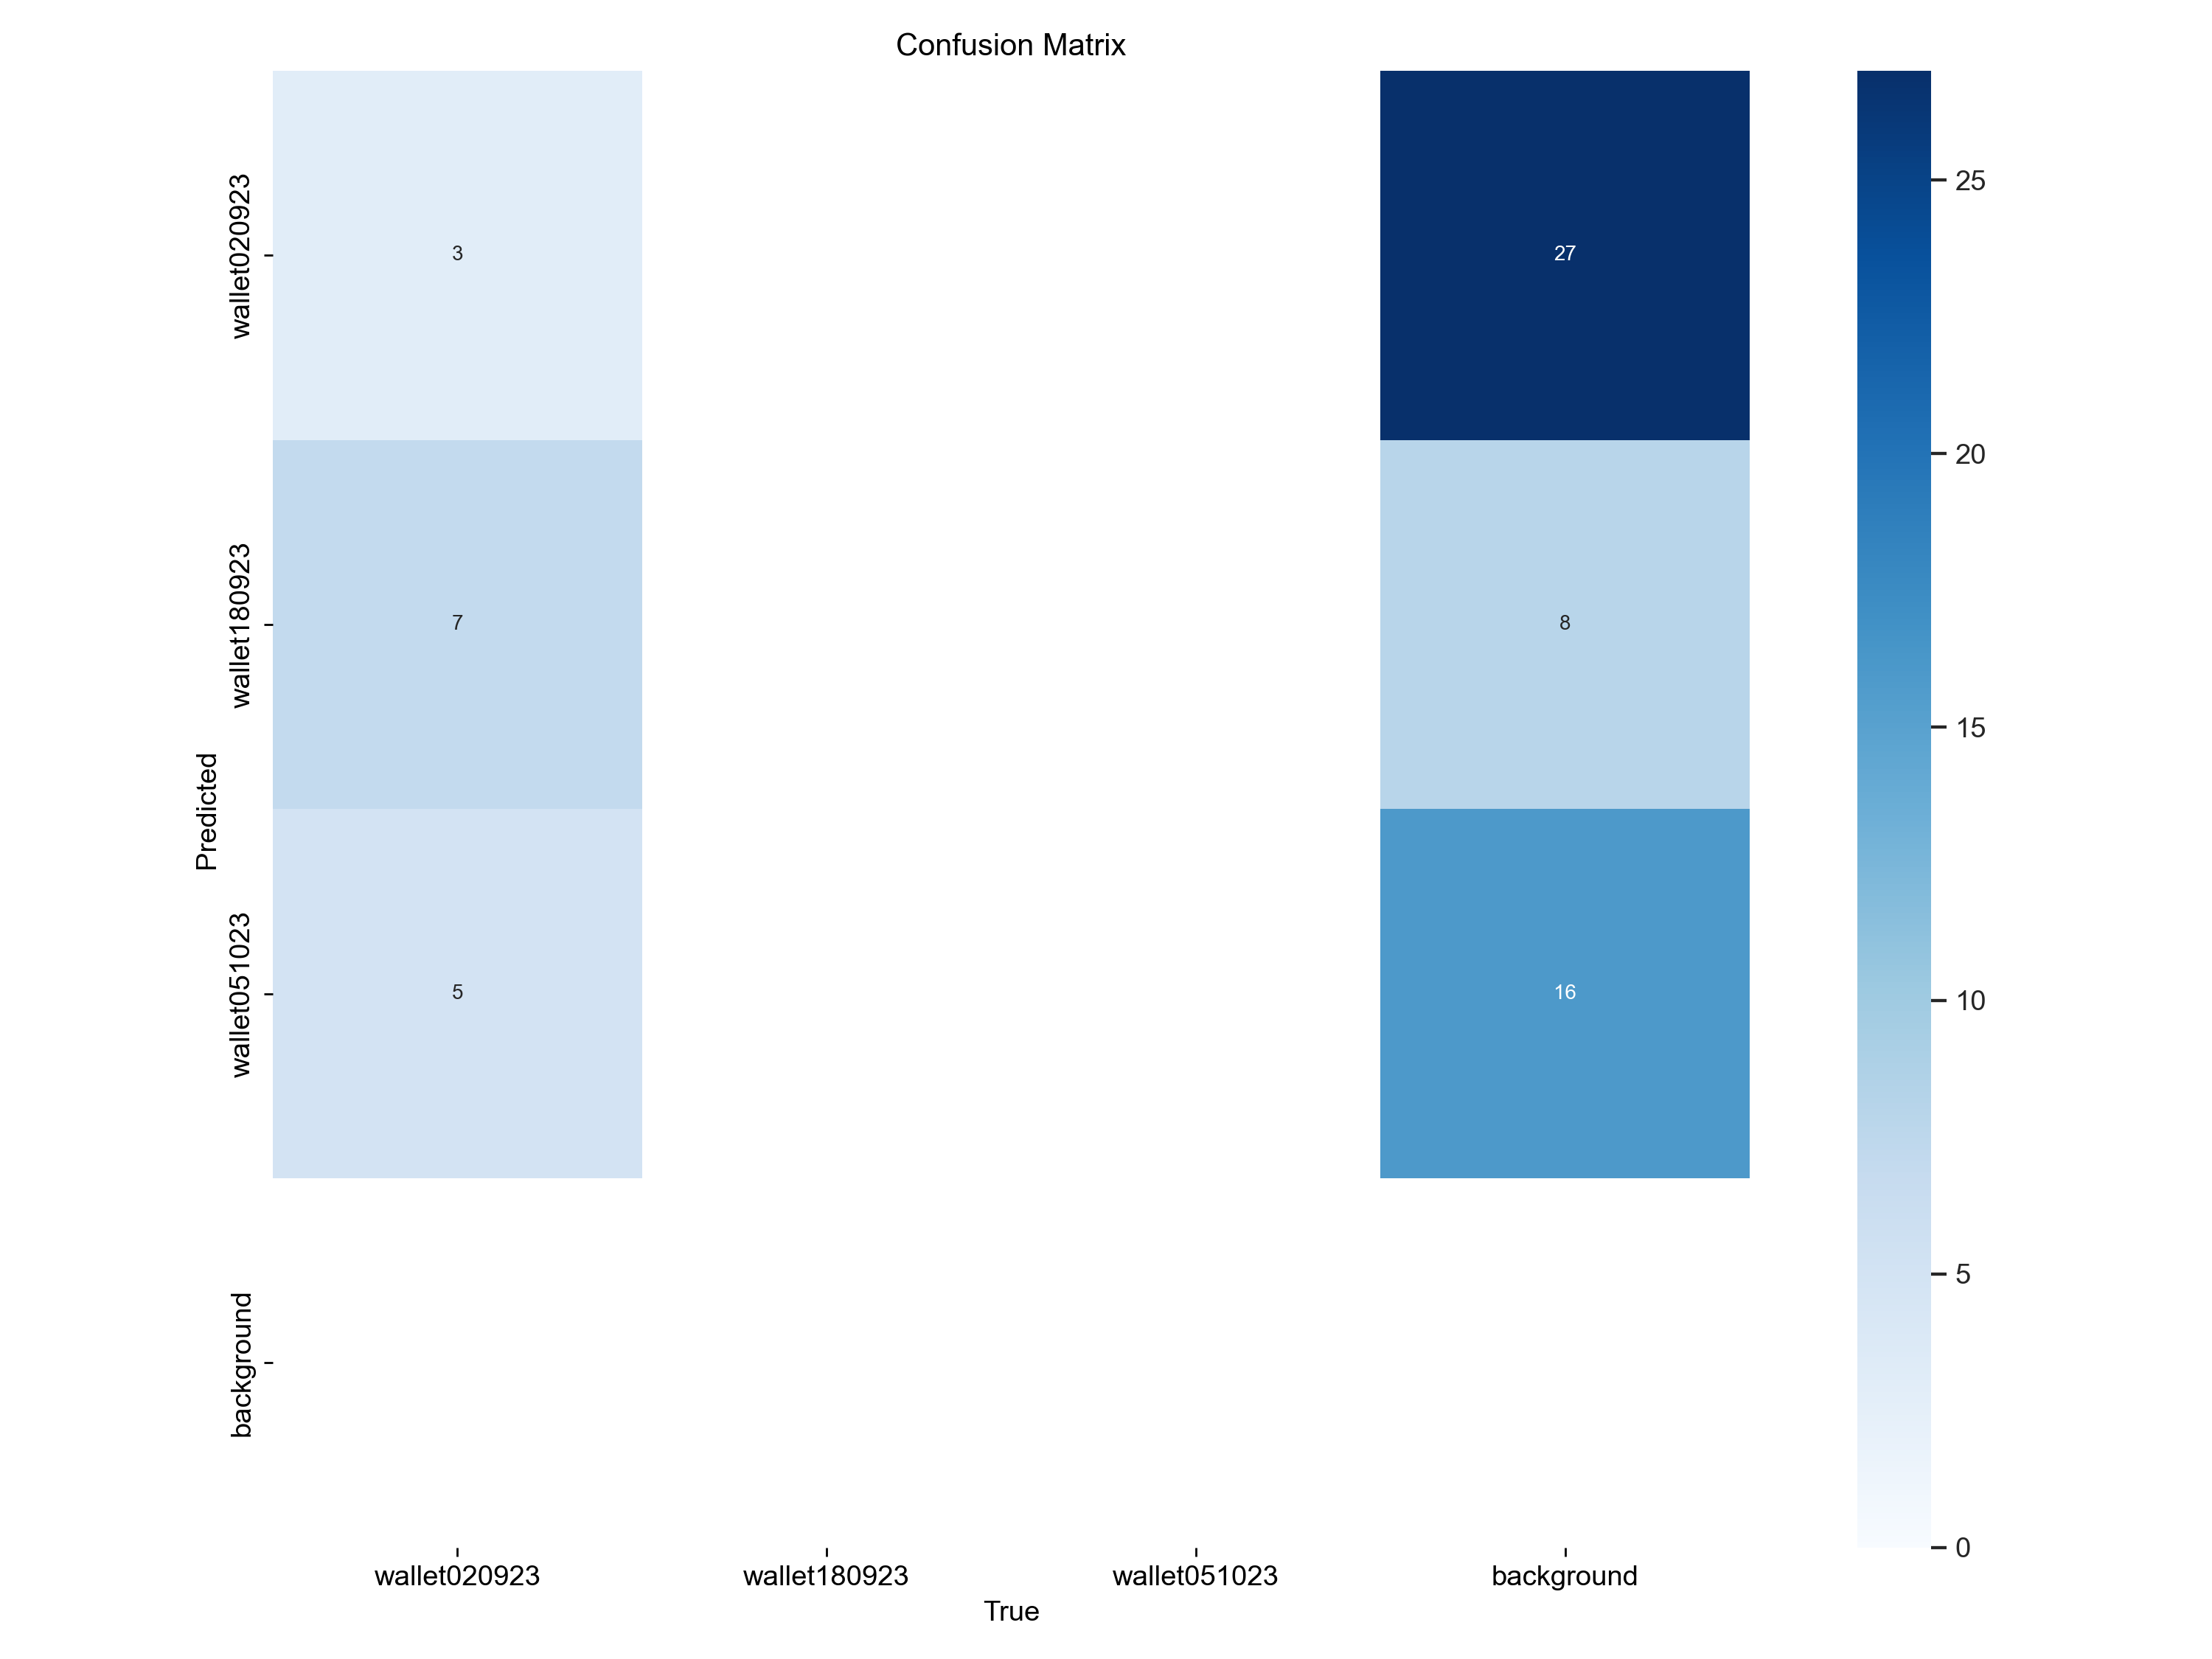 Confusion Matrix
wallet020923
wallet180923
wallet051023
background
Predicted
3
27
7
8
5
16
wallet020923
wallet180923
wallet051023
background
True
25
20
15
10
5
0